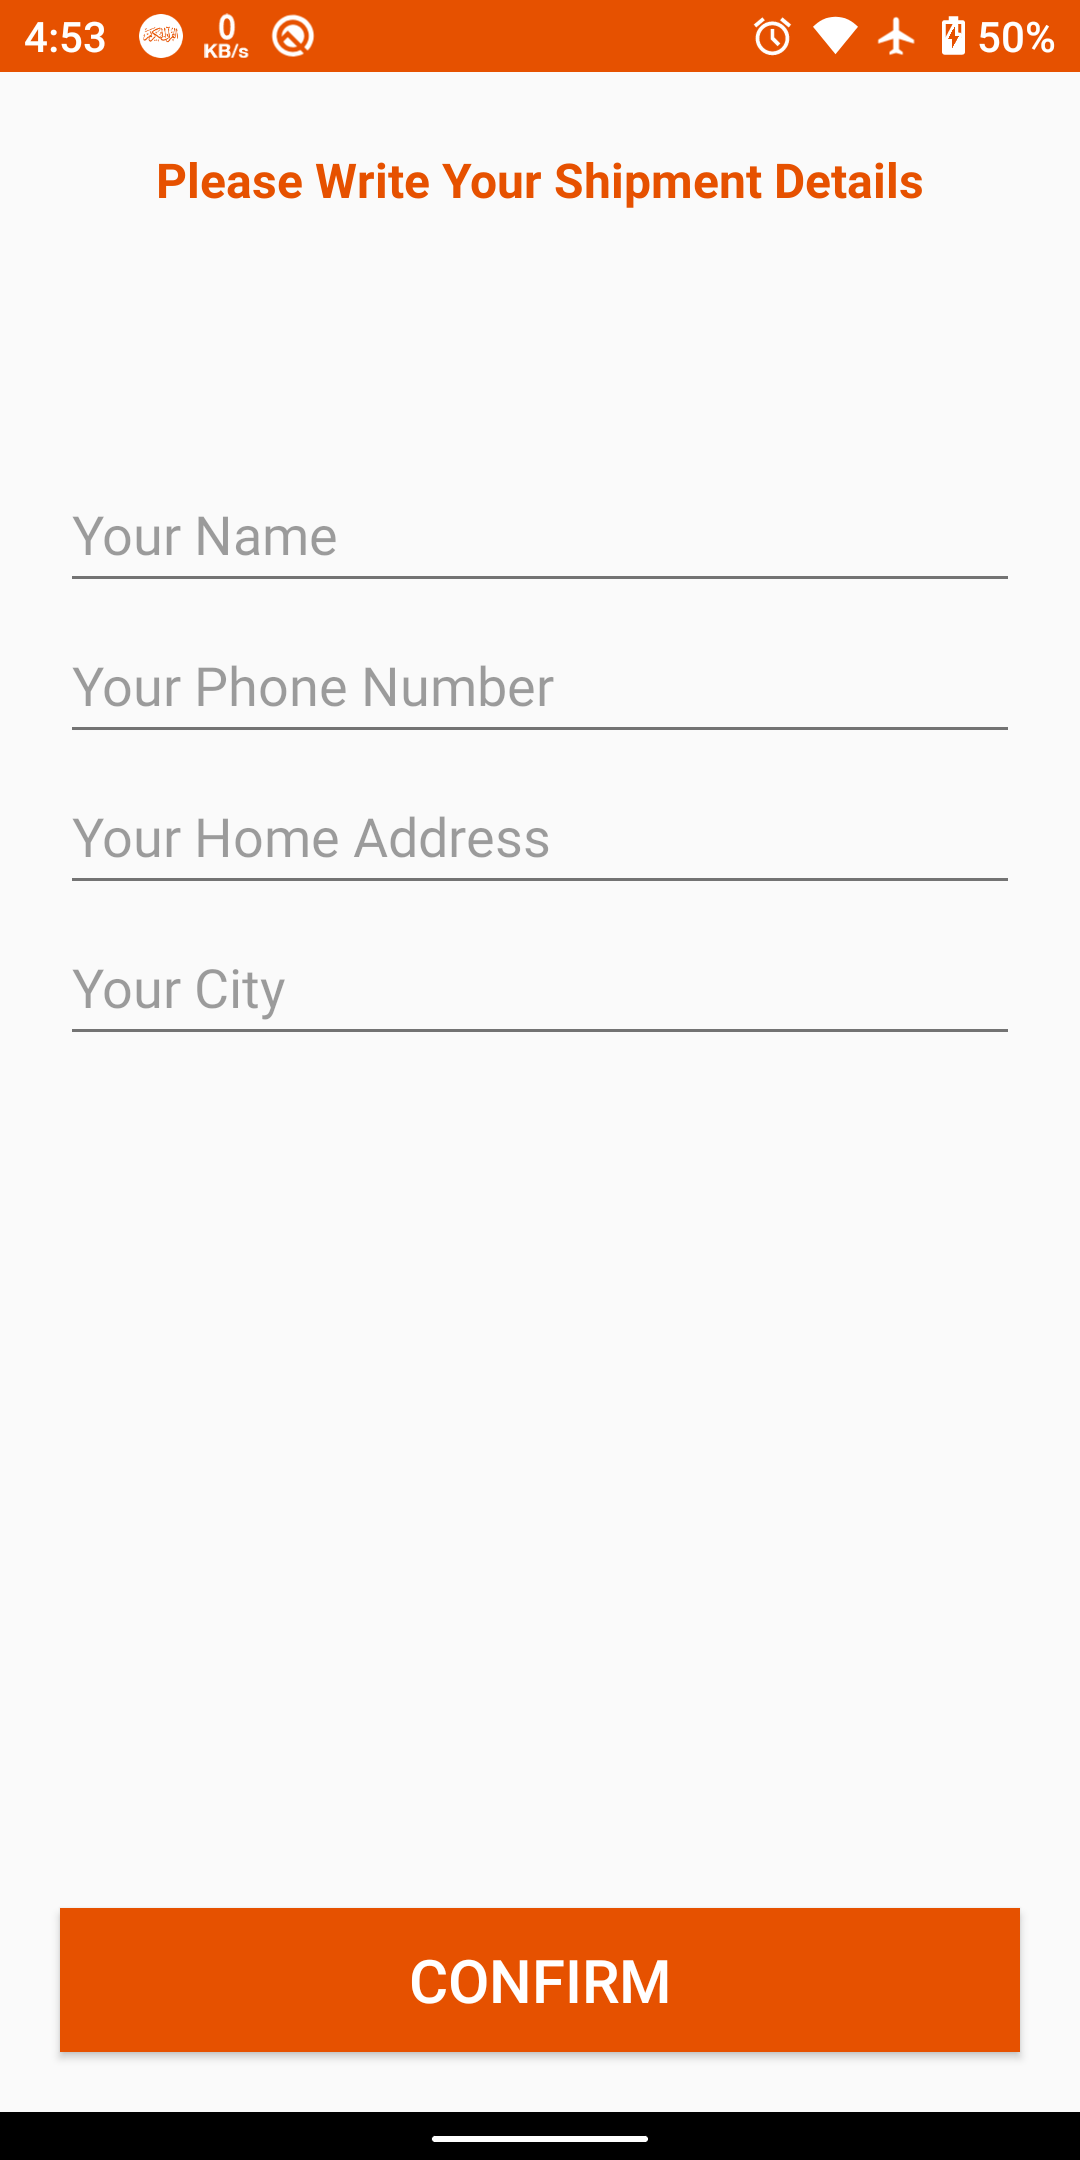 4:53 0 KB/s 50%
Please Write Your Shipment Details
Your Name
Your Phone Number
Your Home Address
Your City
CONFIRM